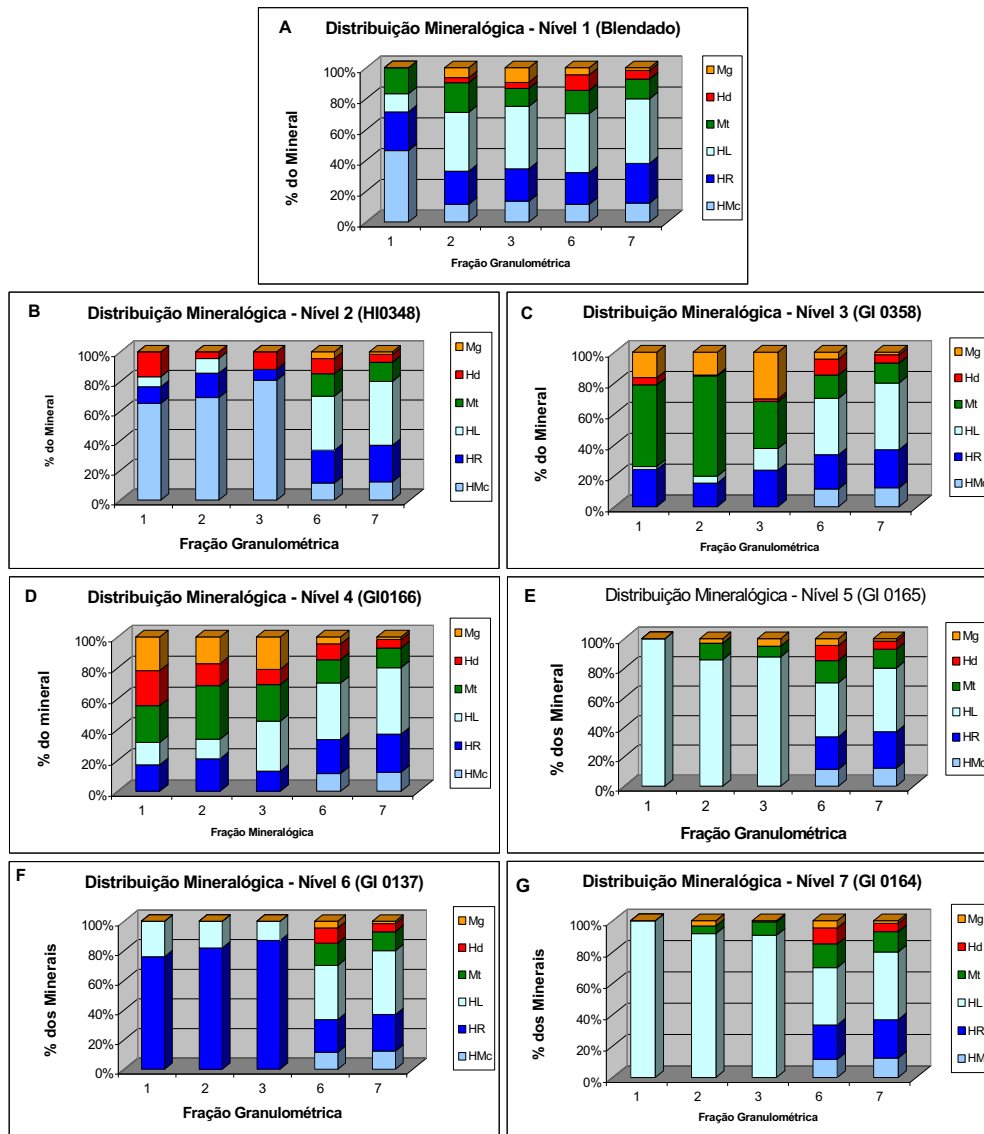 A
Distribuição Mineralógica - Nível 1 (Blendado)
% do Mineral
100%
80%
60%
40%
20%
0%
1 2 3 6 7
Fração Granulométrica
Mg
Hd
Mt
HL
HR
HMc
B
Distribuição Mineralógica - Nível 2 (HI0348)
% do Mineral
100%
80%
60%
40%
20%
0%
1 2 3 6 7
Fração Granulométrica
Mg
Hd
Mt
HL
HR
HMc
C
Distribuição Mineralógica - Nível 3 (GI 0358)
% do Mineral
100%
80%
60%
40%
20%
0%
1 2 3 6 7
Fração Granulométrica
Mg
Hd
Mt
HL
HR
HMc
D
Distribuição Mineralógica - Nível 4 (GI0166)
% do mineral
100%
80%
60%
40%
20%
0%
1 2 3 6 7
Fração Mineralógica
Mg
Hd
Mt
HL
HR
HMc
E
Distribuição Mineralógica - Nível 5 (GI 0165)
% dos Mineral
100%
80%
60%
40%
20%
0%
1 2 3 6 7
Fração Granulométrica
Mg
Hd
Mt
HL
HR
HMc
F
Distribuição Mineralógica - Nível 6 (GI 0137)
% dos Minerais
100%
80%
60%
40%
20%
0%
1 2 3 6 7
Fração Granulométrica
Mg
Hd
Mt
HL
HR
HMc
G
Distribuição Mineralógica - Nível 7 (GI 0164)
% dos Minerais
100%
80%
60%
40%
20%
0%
1 2 3 6 7
Fração Granulométrica
Mg
Hd
Mt
HL
HR
HM